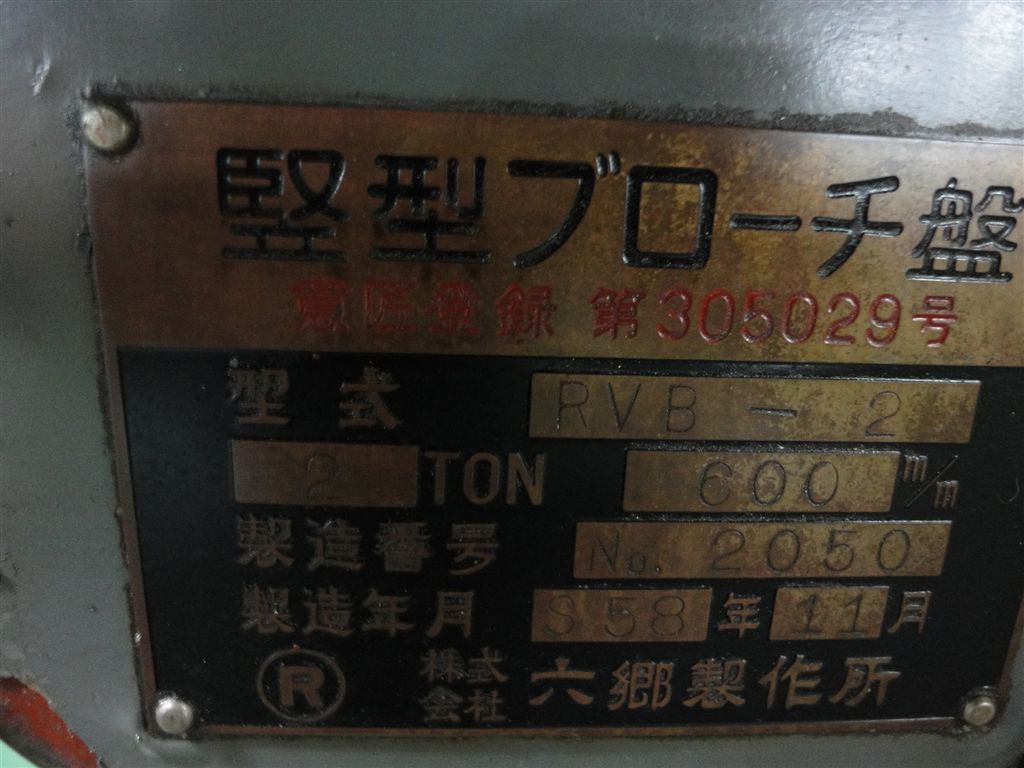 竪型ブローチ盤
意匠登録 第305029号
型式 RVB-2
2 TON 600 m/m
製造番号 No. 2050
製造年月 S58年11月
R 株式会社 六郷製作所